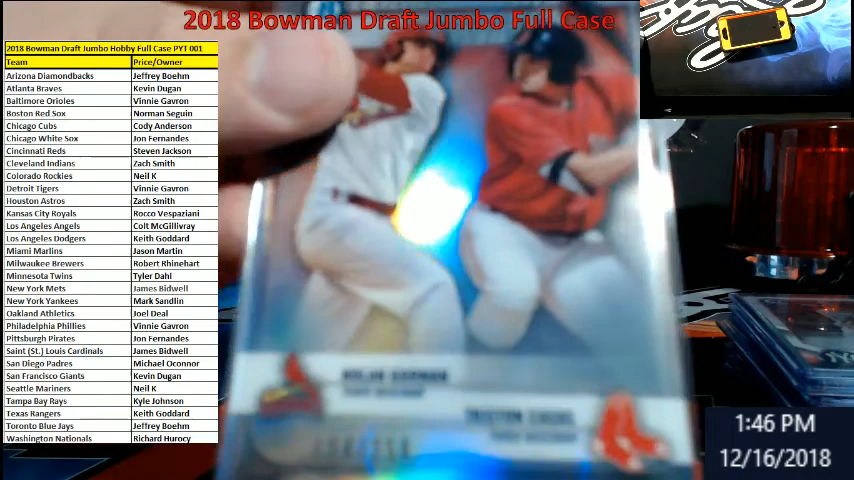 2018 Bowman Draft Jumbo Full Case
2018 Bowman Draft Jumbo Hobby Full Case PYT 001
Team Price/Owner
Arizona Diamondbacks Jeffrey Boehm
Atlanta Braves Kevin Dugan
Baltimore Orioles Vinnie Gavron
Boston Red Sox Norman Seguin
Chicago Cubs Cody Anderson
Chicago White Sox Jon Fernandes
Cincinnati Reds Steven Jackson
Cleveland Indians Zach Smith
Colorado Rockies Neil K
Detroit Tigers Vinnie Gavron
Houston Astros Zach Smith
Kansas City Royals Rocco Vespaziani
Los Angeles Angels Colt McGillivray
Los Angeles Dodgers Keith Goddard
Miami Marlins Jason Martin
Milwaukee Brewers Robert Rhinehart
Minnesota Twins Tyler Dahl
New York Mets James Bidwell
New York Yankees Mark Sandlin
Oakland Athletics Joel Deal
Philadelphia Phillies Vinnie Gavron
Pittsburgh Pirates Jon Fernandes
Saint (St.) Louis Cardinals James Bidwell
San Diego Padres Michael Oconnor
San Francisco Giants Kevin Dugan
Seattle Mariners Neil K
Tampa Bay Rays Kyle Johnson
Texas Rangers Keith Goddard
Toronto Blue Jays Jeffrey Boehm
Washington Nationals Richard Hurocy
NOLAN GORMAN
TRISTON CASAS
1:46 PM
12/16/2018